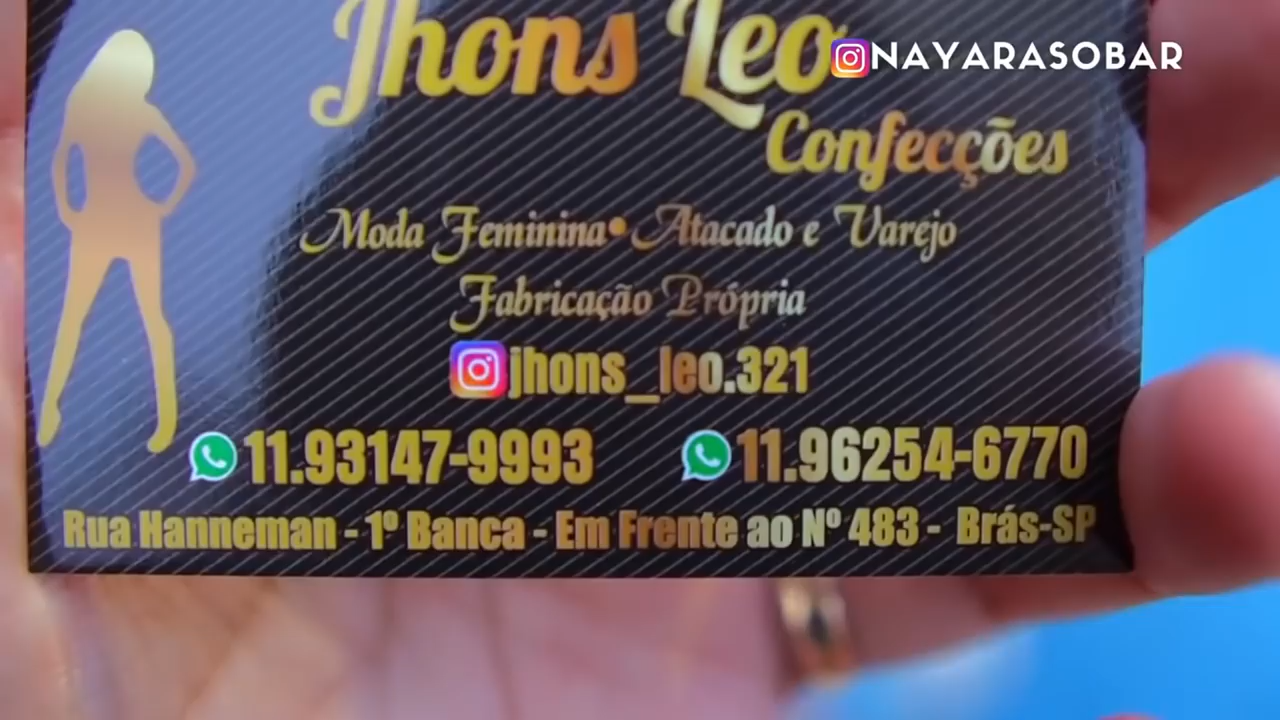 Jhons Leo
NAYARASOBAR
Confecções
Moda Feminina • Atacado e Varejo
Fabricação Própria
jhons_leo.321
11.93147-9993 11.96254-6770
Rua Hanneman - 1º Banca - Em Frente ao Nº 483 - Brás-SP